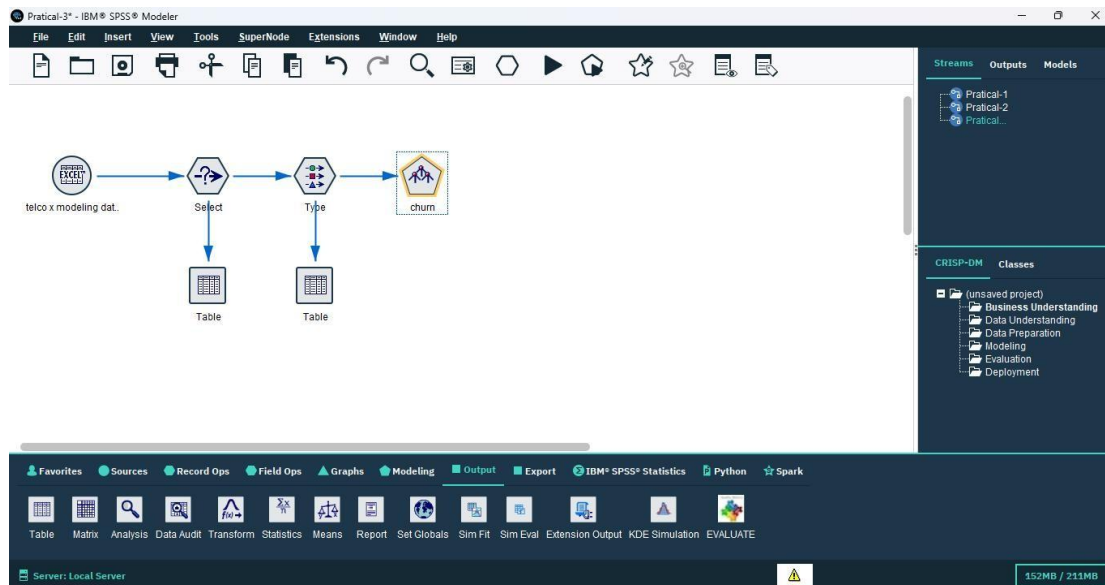 Pratical-3* - IBM® SPSS® Modeler
File Edit Insert View Tools SuperNode Extensions Window Help
Streams Outputs Models
Pratical-1
Pratical-2
Pratical...
EXCEL
telco x modeling dat..
Select
Type
churn
Table
Table
CRISP-DM Classes
(unsaved project)
Business Understanding
Data Understanding
Data Preparation
Modeling
Evaluation
Deployment
Favorites Sources Record Ops Field Ops Graphs Modeling Output Export IBM® SPSS® Statistics Python Spark
Table Matrix Analysis Data Audit Transform Statistics Means Report Set Globals Sim Fit Sim Eval Extension Output KDE Simulation EVALUATE
Server: Local Server
152MB / 211MB